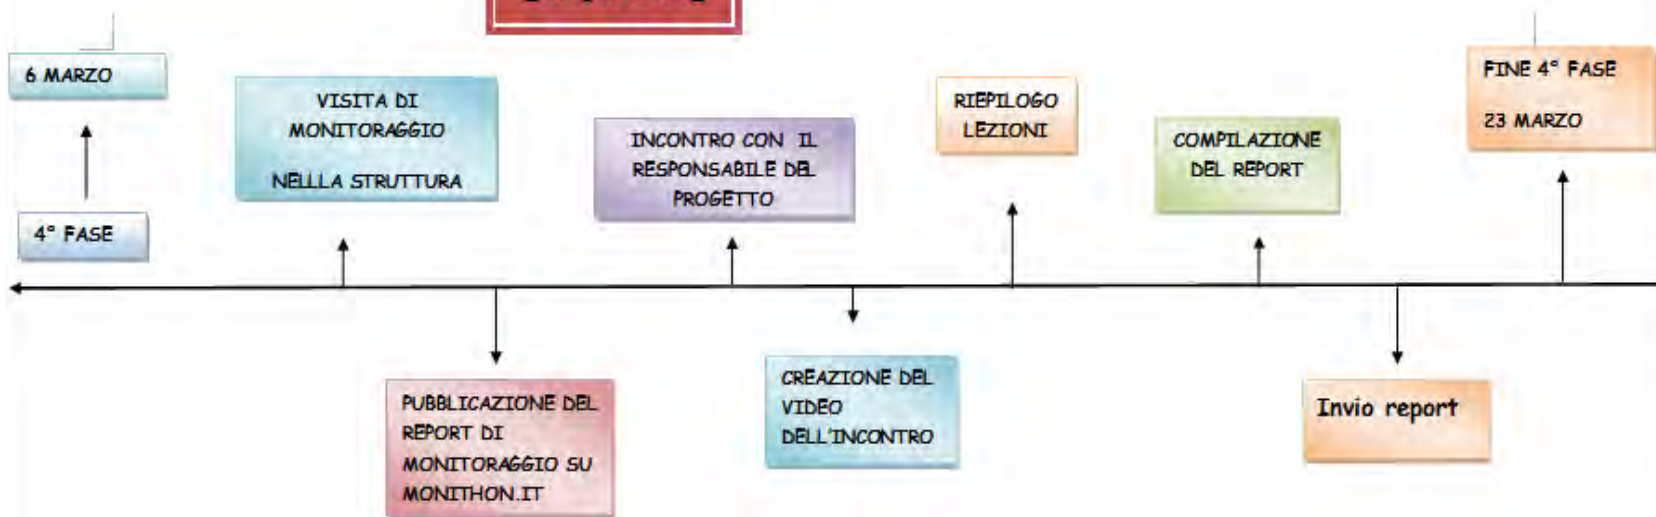 6 MARZO
4° FASE
VISITA DI
MONITORAGGIO
NELLLA STRUTTURA
PUBBLICAZIONE DEL
REPORT DI
MONITORAGGIO SU
MONITHON.IT
INCONTRO CON IL
RESPONSABILE DEL
PROGETTO
CREAZIONE DEL
VIDEO
DELL'INCONTRO
RIEPILOGO
LEZIONI
COMPILAZIONE
DEL REPORT
Invio report
FINE 4° FASE
23 MARZO